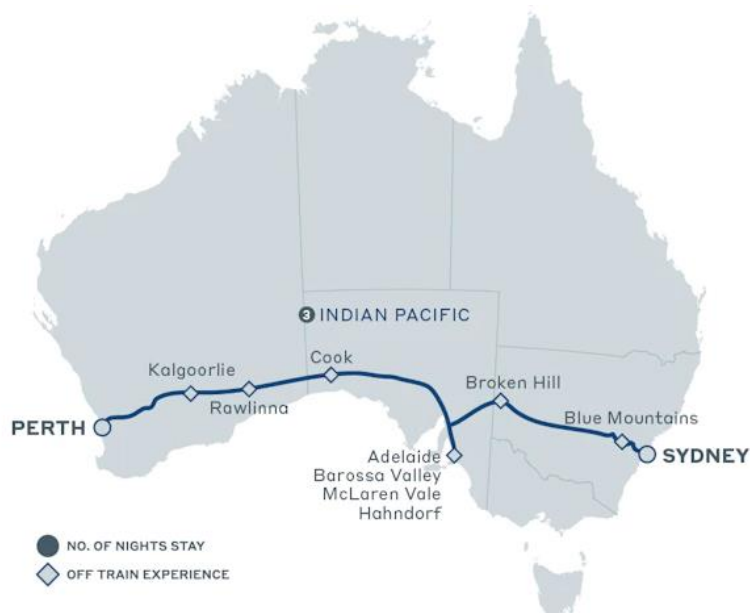 3 INDIAN PACIFIC
Kalgoorlie
Cook
Rawlinna
Broken Hill
Blue Mountains
PERTH
SYDNEY
Adelaide
Barossa Valley
McLaren Vale
Hahndorf
NO. OF NIGHTS STAY
OFF TRAIN EXPERIENCE